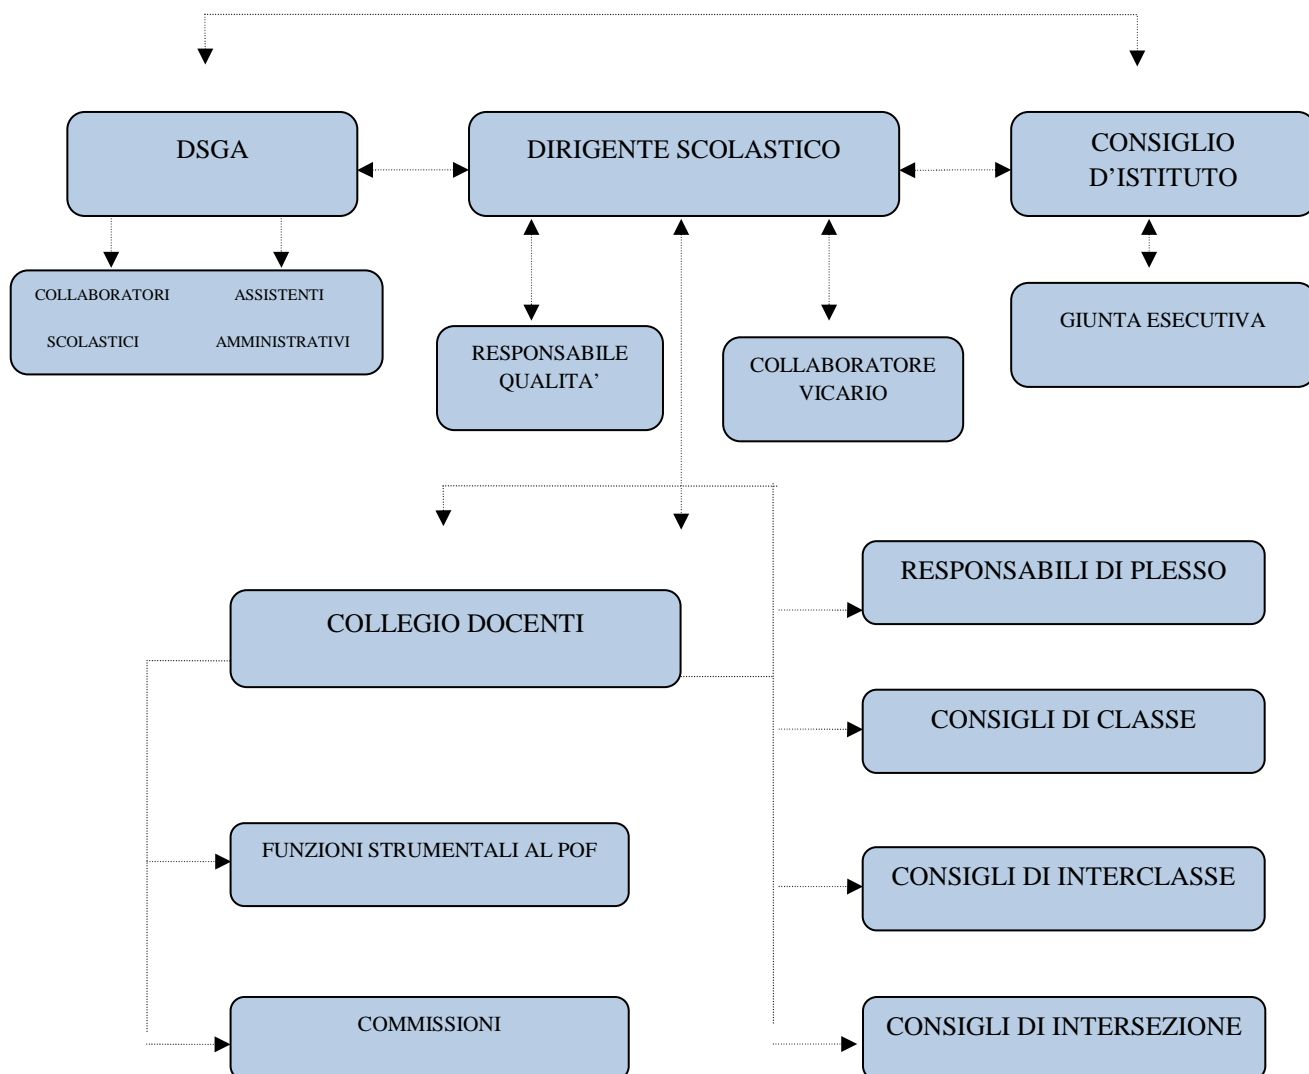 DSGA
DIRIGENTE SCOLASTICO
CONSIGLIO
D’ISTITUTO
COLLABORATORI
SCOLASTICI
ASSISTENTI
AMMINISTRATIVI
RESPONSABILE
QUALITA’
COLLABORATORE
VICARIO
GIUNTA ESECUTIVA
COLLEGIO DOCENTI
RESPONSABILI DI PLESSO
CONSIGLI DI CLASSE
FUNZIONI STRUMENTALI AL POF
CONSIGLI DI INTERCLASSE
COMMISSIONI
CONSIGLI DI INTERSEZIONE